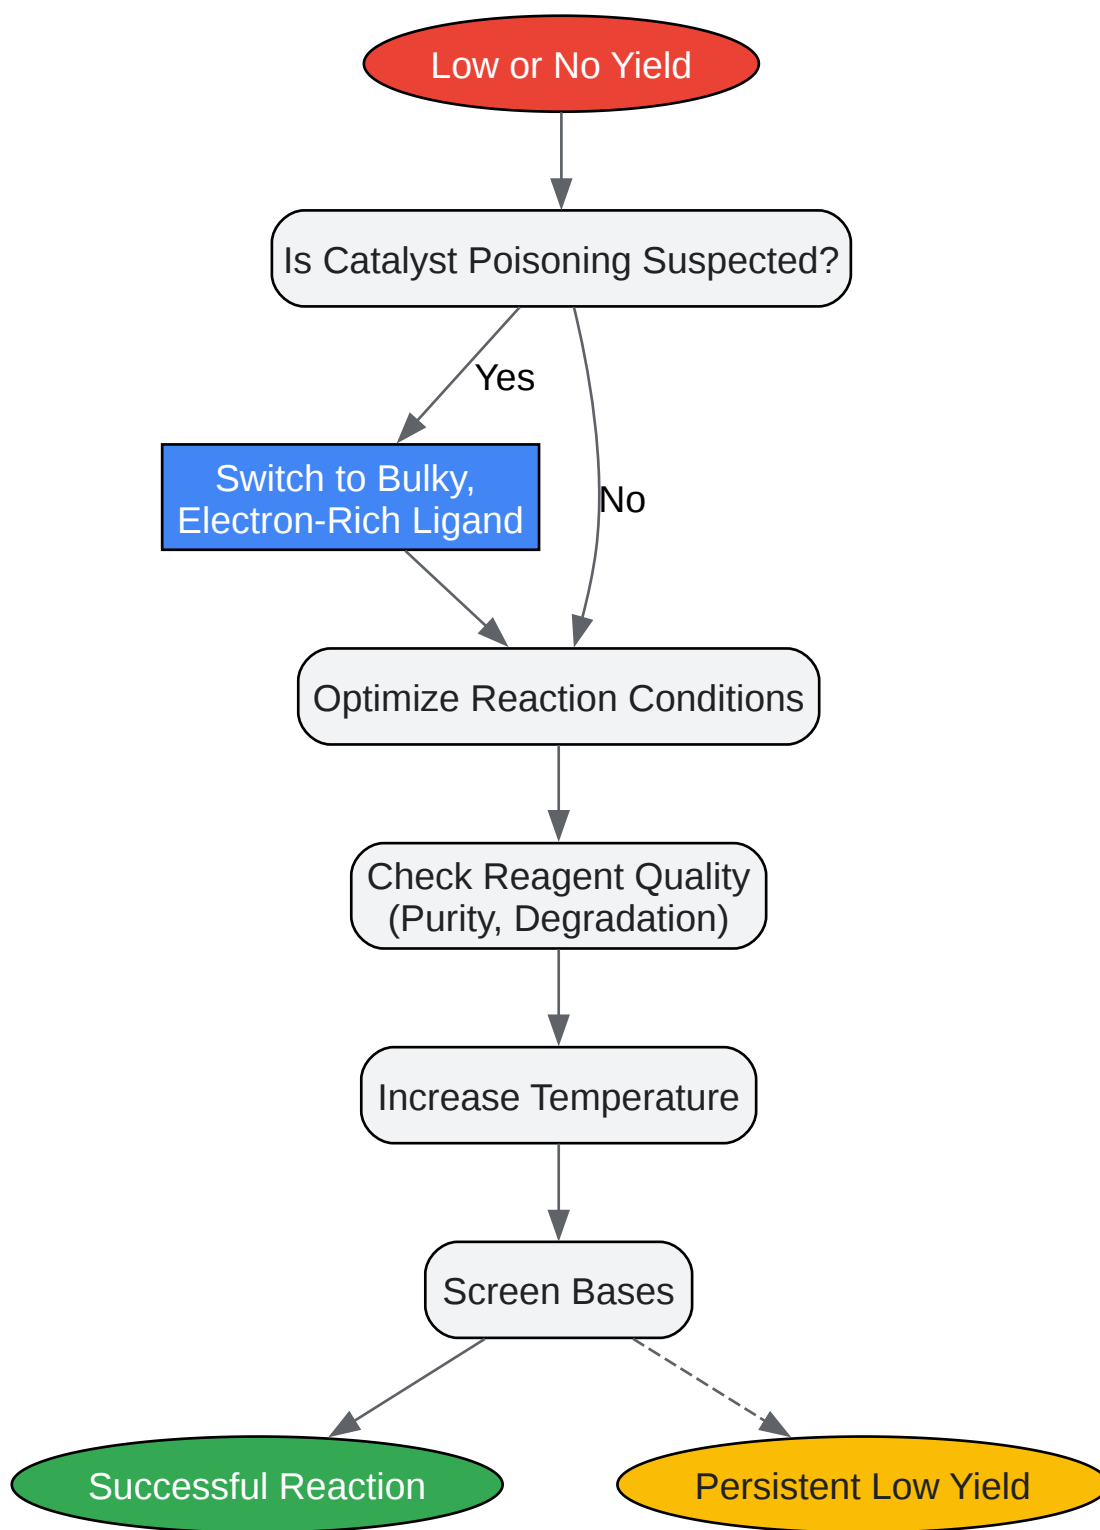 Low or No Yield
Is Catalyst Poisoning Suspected?
Yes
Switch to Bulky,
Electron-Rich Ligand
No
Optimize Reaction Conditions
Check Reagent Quality
(Purity, Degradation)
Increase Temperature
Screen Bases
Successful Reaction
Persistent Low Yield